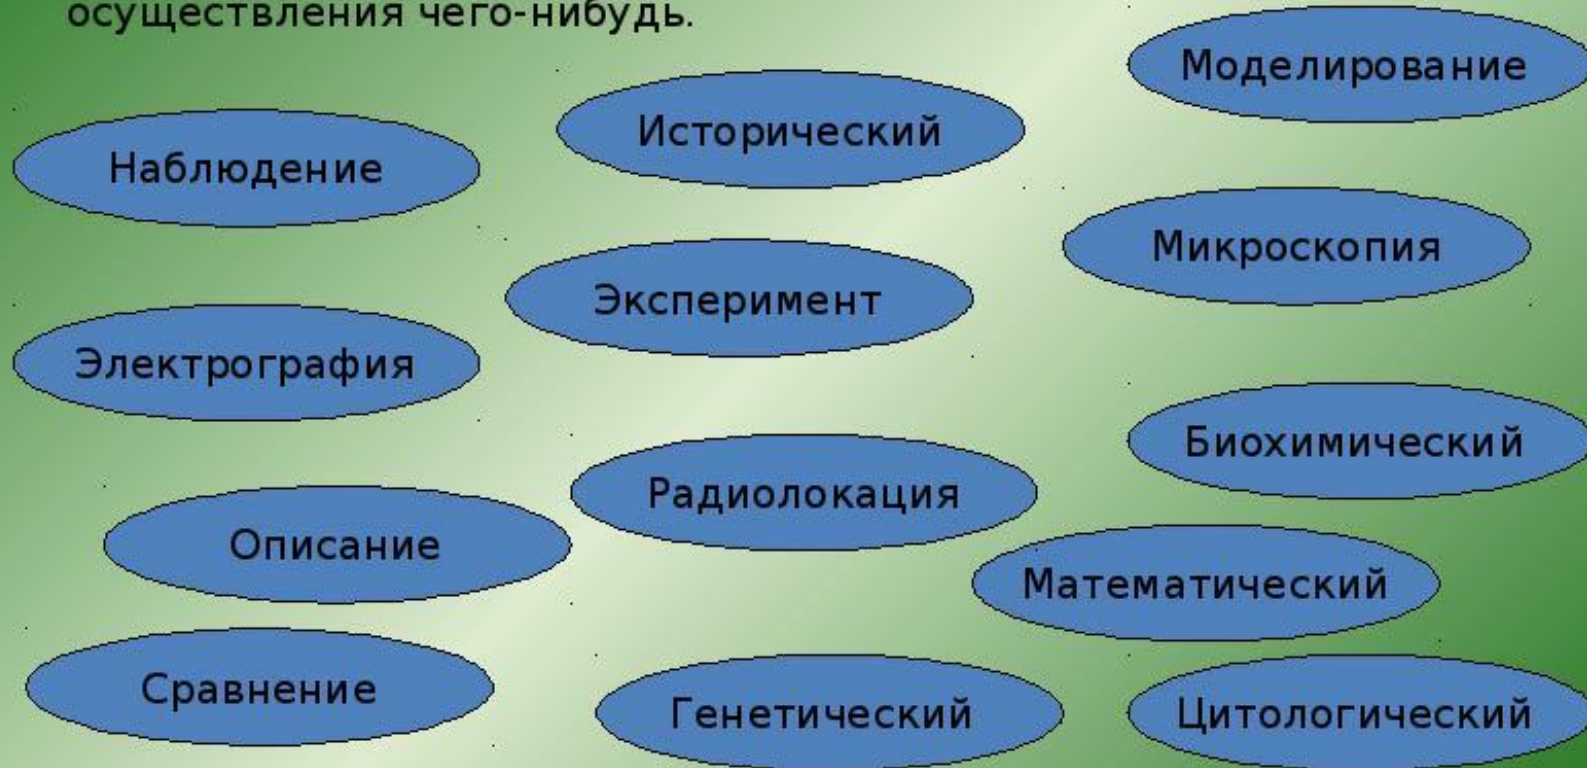 осуществления чего-нибудь.
Моделирование
Исторический
Наблюдение
Микроскопия
Эксперимент
Электрография
Биохимический
Радиолокация
Описание
Математический
Сравнение
Генетический
Цитологический